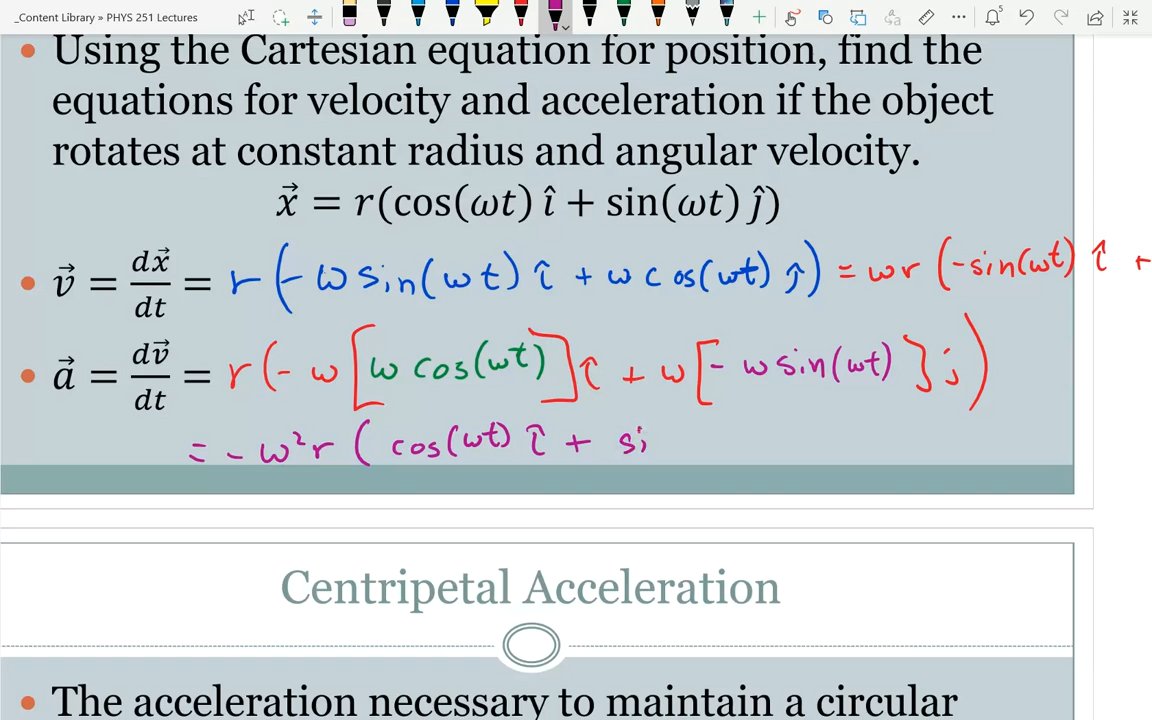 _Content Library » PHYS 251 Lectures
5
• Using the Cartesian equation for position, find the
equations for velocity and acceleration if the object
rotates at constant radius and angular velocity.
x⃗ = r(cos(ωt) î + sin(ωt) ĵ)
• v⃗ = dx⃗/dt = r(-ω sin(ωt) î + ω cos(ωt) ĵ) = ωr (-sin(ωt) î +
• a⃗ = dv⃗/dt = r(-ω[ω cos(ωt)]î + ω[-ω sin(ωt)}ĵ)
= -ω²r ( cos(ωt) î + si
Centripetal Acceleration
• The acceleration necessary to maintain a circular